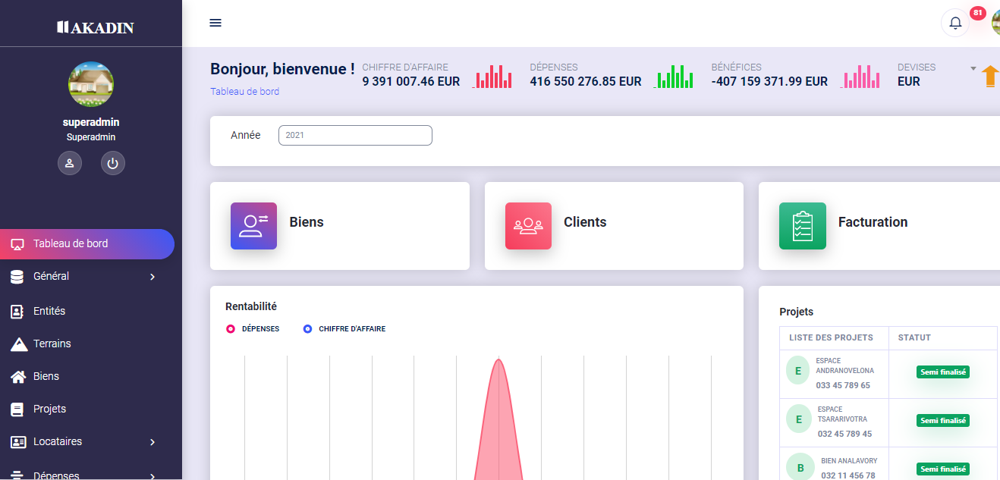 AKADIN
superadmin
Superadmin
Tableau de bord
Général
Entités
Terrains
Biens
Projets
Locataires
Dépenses
81
Bonjour, bienvenue !
Tableau de bord
CHIFFRE D'AFFAIRE
9 391 007.46 EUR
DÉPENSES
416 550 276.85 EUR
BÉNÉFICES
-407 159 371.99 EUR
DEVISES
EUR
Année 2021
Biens
Clients
Facturation
Rentabilité
DÉPENSES CHIFFRE D'AFFAIRE
Projets
LISTE DES PROJETS STATUT
E
ESPACE
ANDRANOVELONA
033 45 789 65
Semi finalisé
E
ESPACE
TSARARIVOTRA
032 45 789 45
Semi finalisé
B
BIEN ANALAVORY
032 11 456 78
Semi finalisé